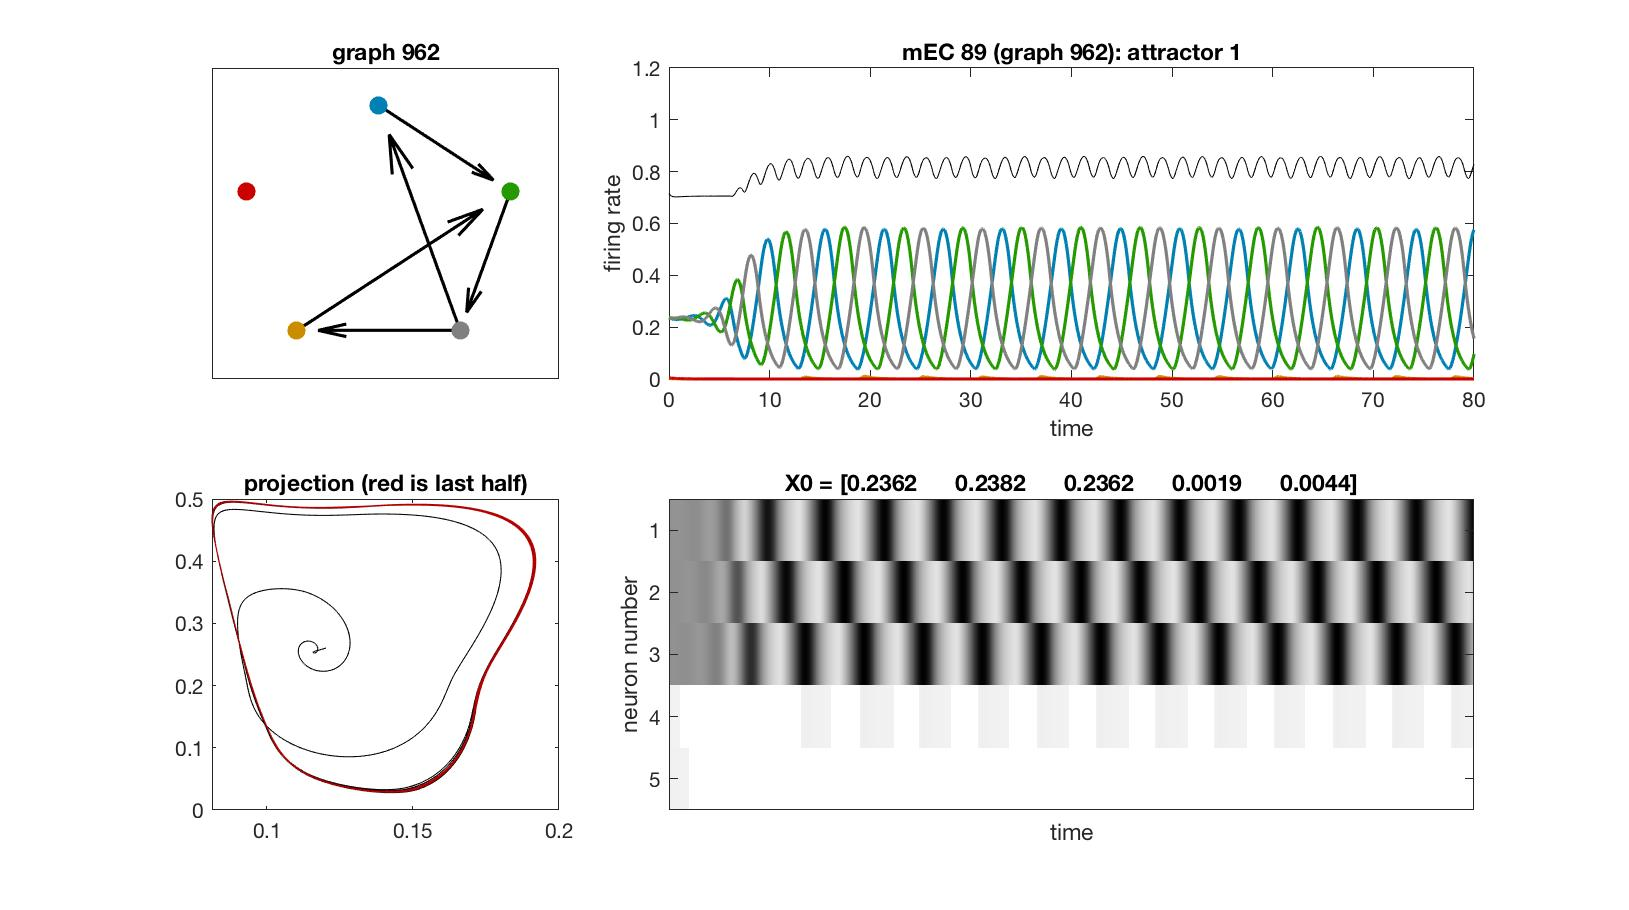 graph 962
mEC 89 (graph 962): attractor 1
1.2
1
0.8
0.6
0.4
0.2
0
firing rate
0 10 20 30 40 50 60 70 80
time
projection (red is last half)
0.5
0.4
0.3
0.2
0.1
0
0.1 0.15 0.2
X0 = [0.2362 0.2382 0.2362 0.0019 0.0044]
1
2
3
4
5
neuron number
time